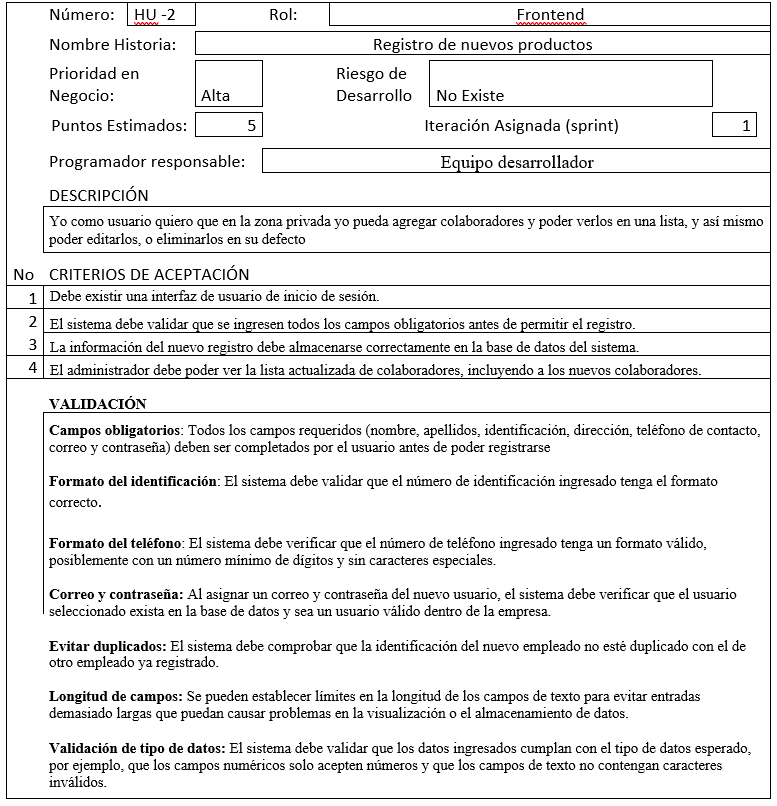 Número: HU -2 Rol: Frontend
Nombre Historia: Registro de nuevos productos
Prioridad en Riesgo de
Negocio: Alta Desarrollo No Existe
Puntos Estimados: 5 Iteración Asignada (sprint) 1
Programador responsable: Equipo desarrollador
DESCRIPCIÓN
Yo como usuario quiero que en la zona privada yo pueda agregar colaboradores y poder verlos en una lista, y así mismo
poder editarlos, o eliminarlos en su defecto
No CRITERIOS DE ACEPTACIÓN
1 Debe existir una interfaz de usuario de inicio de sesión.
2 El sistema debe validar que se ingresen todos los campos obligatorios antes de permitir el registro.
3 La información del nuevo registro debe almacenarse correctamente en la base de datos del sistema.
4 El administrador debe poder ver la lista actualizada de colaboradores, incluyendo a los nuevos colaboradores.
VALIDACIÓN
Campos obligatorios: Todos los campos requeridos (nombre, apellidos, identificación, dirección, teléfono de contacto,
correo y contraseña) deben ser completados por el usuario antes de poder registrarse
Formato del identificación: El sistema debe validar que el número de identificación ingresado tenga el formato
correcto.
Formato del teléfono: El sistema debe verificar que el número de teléfono ingresado tenga un formato válido,
posiblemente con un número mínimo de dígitos y sin caracteres especiales.
Correo y contraseña: Al asignar un correo y contraseña del nuevo usuario, el sistema debe verificar que el usuario
seleccionado exista en la base de datos y sea un usuario válido dentro de la empresa.
Evitar duplicados: El sistema debe comprobar que la identificación del nuevo empleado no esté duplicado con el de
otro empleado ya registrado.
Longitud de campos: Se pueden establecer límites en la longitud de los campos de texto para evitar entradas
demasiado largas que puedan causar problemas en la visualización o el almacenamiento de datos.
Validación de tipo de datos: El sistema debe validar que los datos ingresados cumplan con el tipo de datos esperado,
por ejemplo, que los campos numéricos solo acepten números y que los campos de texto no contengan caracteres
inválidos.